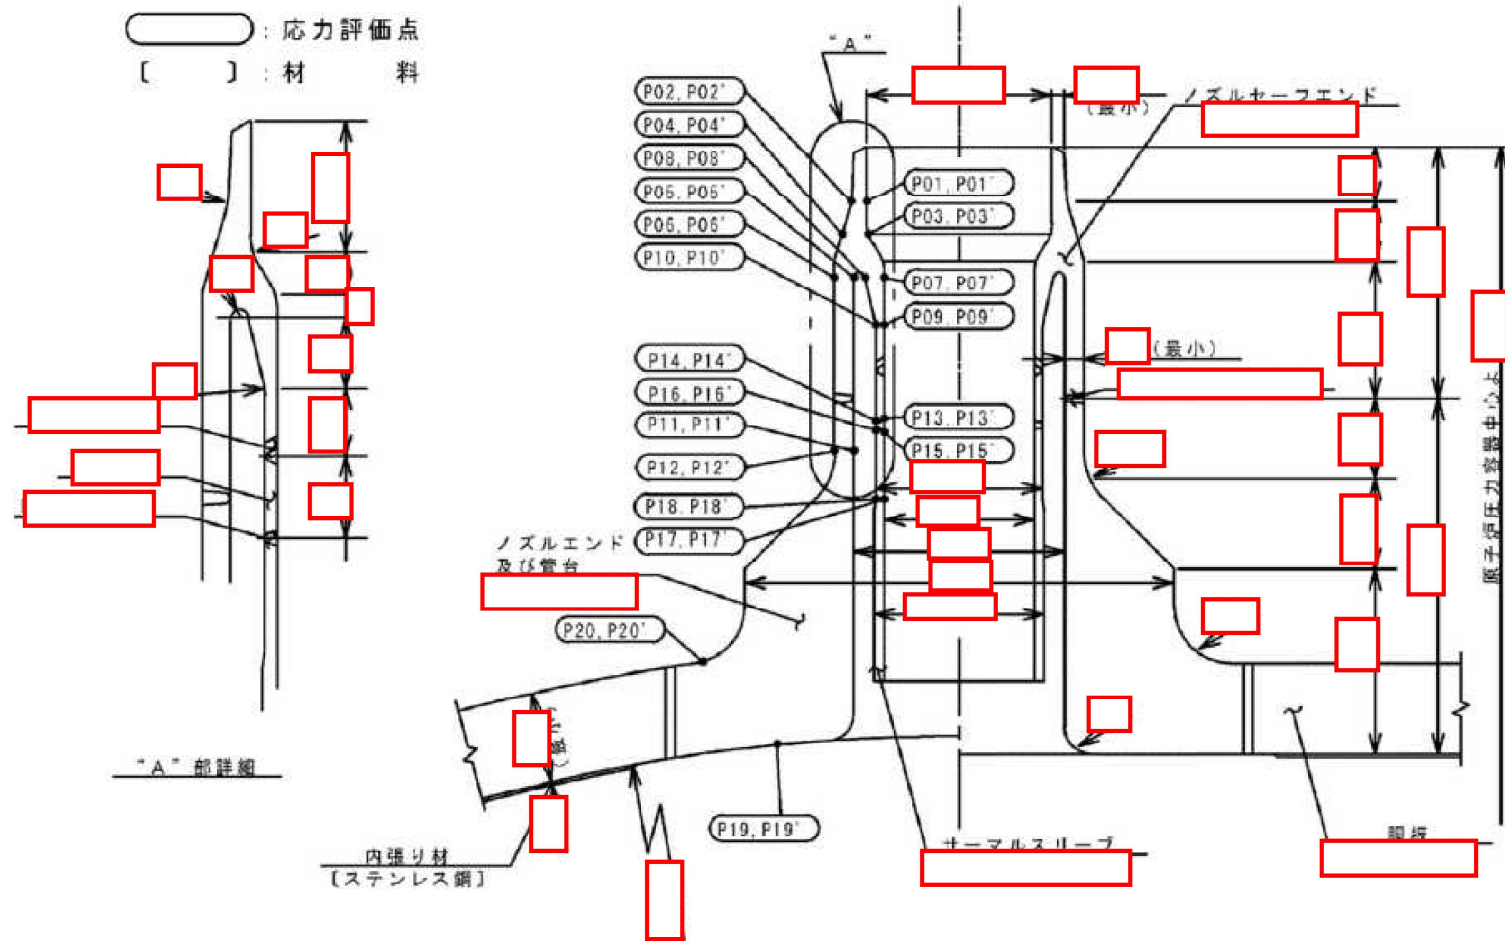 : 応力評価点
〔 〕: 材 料
"A"
P02, P02'
P04, P04'
P08, P08'
P05, P05'
P06, P06'
P10, P10'
P01, P01'
P03, P03'
P07, P07'
P09, P09'
(最小)
ノズルセーフエンド
P14, P14'
P16, P16'
P11, P11'
P12, P12'
P18, P18'
P17, P17'
P13, P13'
P15, P15'
(最小)
原子炉圧力容器中心よ
ノズルエンド
及び管台
P20, P20'
(最小)
"A" 部詳細
P19, P19'
内張り材
〔ステンレス鋼〕
サーマルスリーブ
胴板